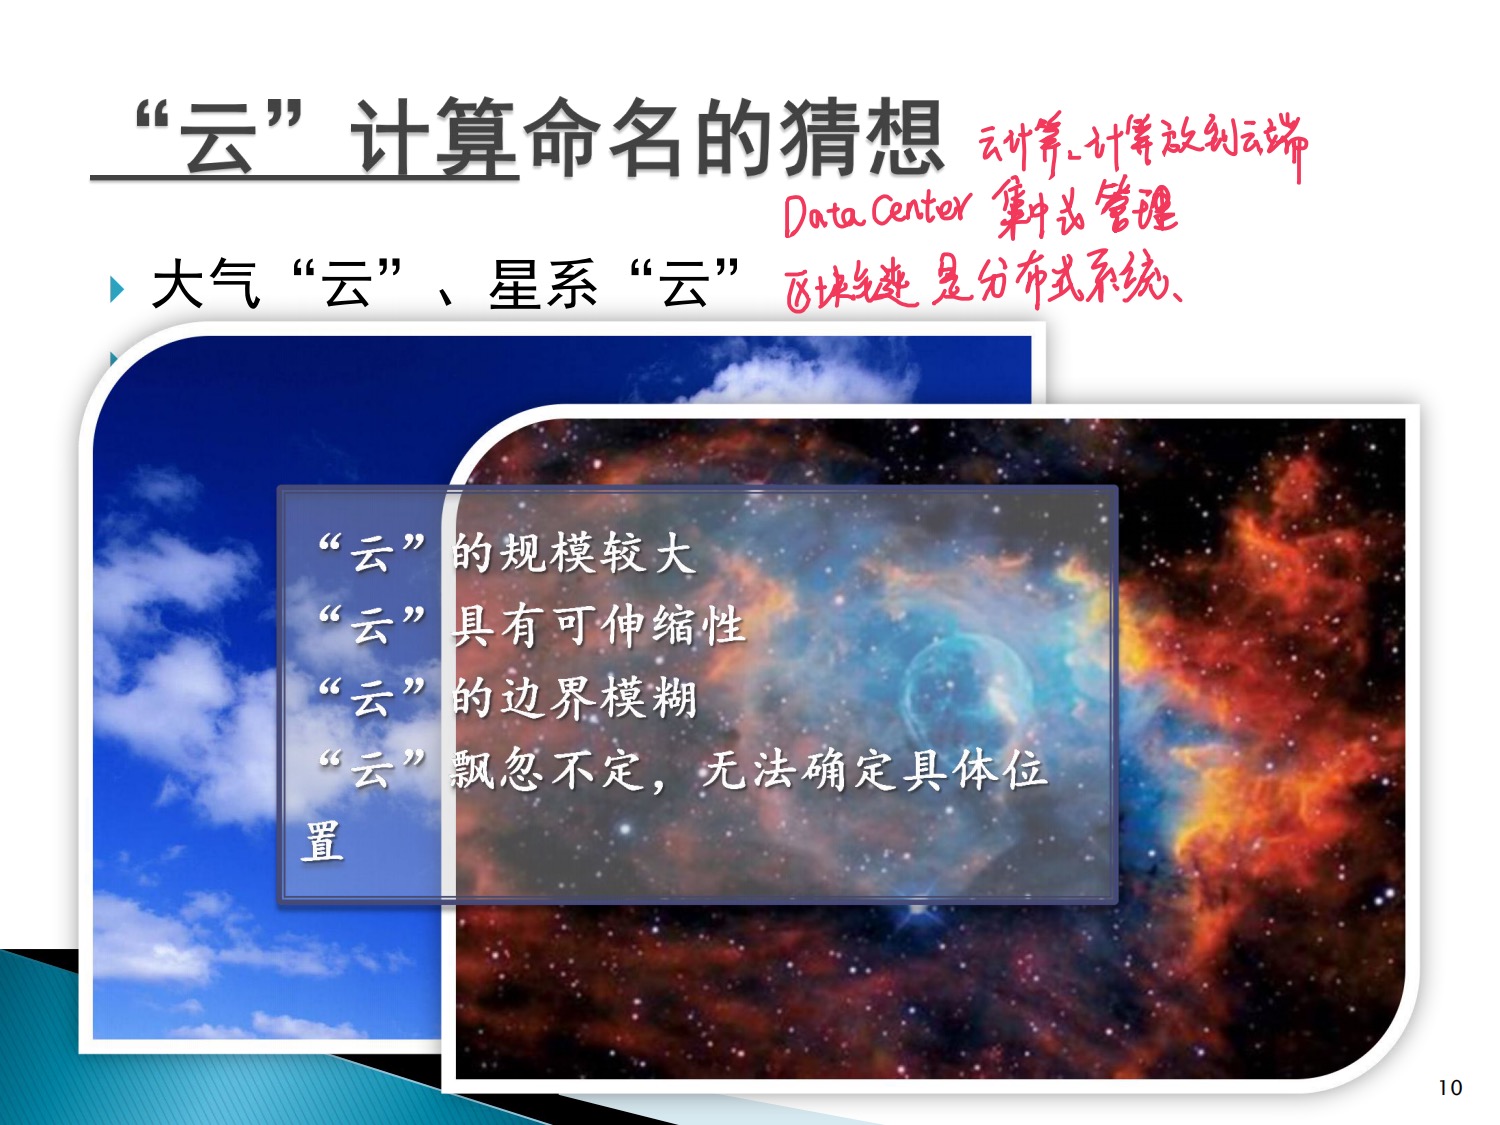 “云”计算命名的猜想
云计算、计算放到云端
Data Center 集中式管理
大气“云”、星系“云”
区块链是分布式系统、
“云”的规模较大
“云”具有可伸缩性
“云”的边界模糊
“云”飘忽不定，无法确定具体位
置
10